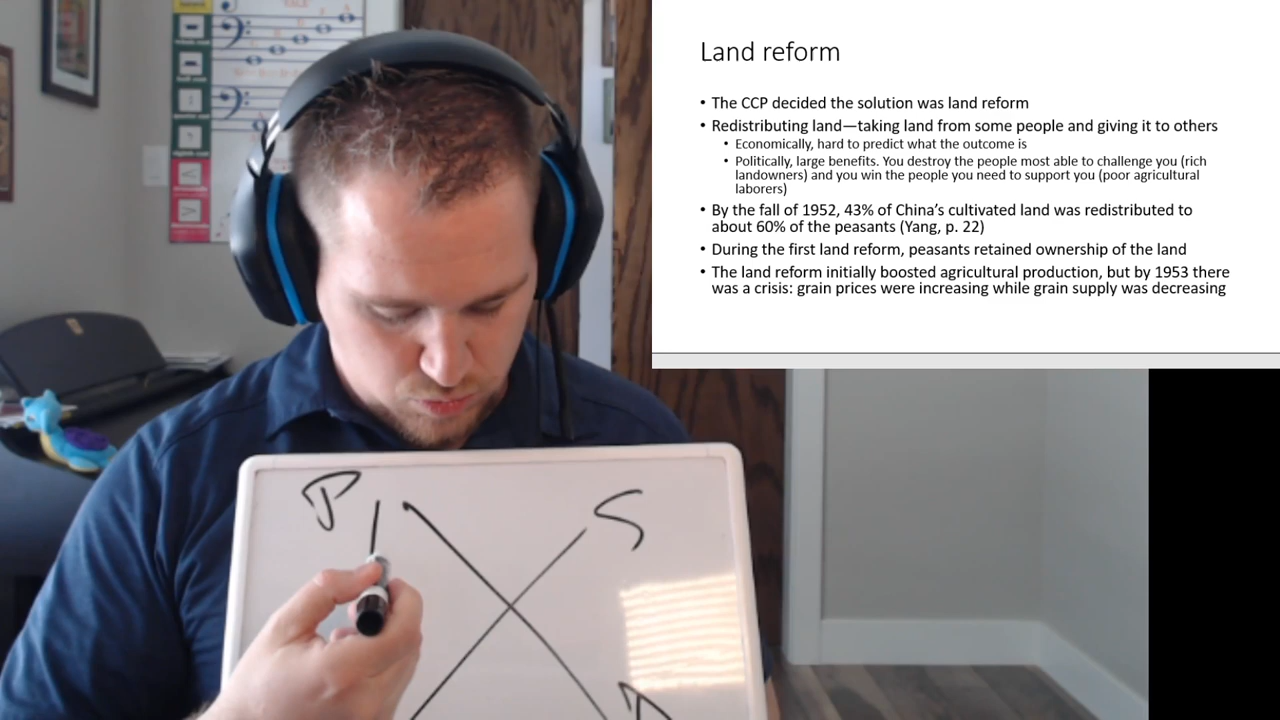 Land reform
• The CCP decided the solution was land reform
• Redistributing land—taking land from some people and giving it to others
• Economically, hard to predict what the outcome is
• Politically, large benefits. You destroy the people most able to challenge you (rich
landowners) and you win the people you need to support you (poor agricultural
laborers)
• By the fall of 1952, 43% of China’s cultivated land was redistributed to
about 60% of the peasants (Yang, p. 22)
• During the first land reform, peasants retained ownership of the land
• The land reform initially boosted agricultural production, but by 1953 there
was a crisis: grain prices were increasing while grain supply was decreasing
P
S
D